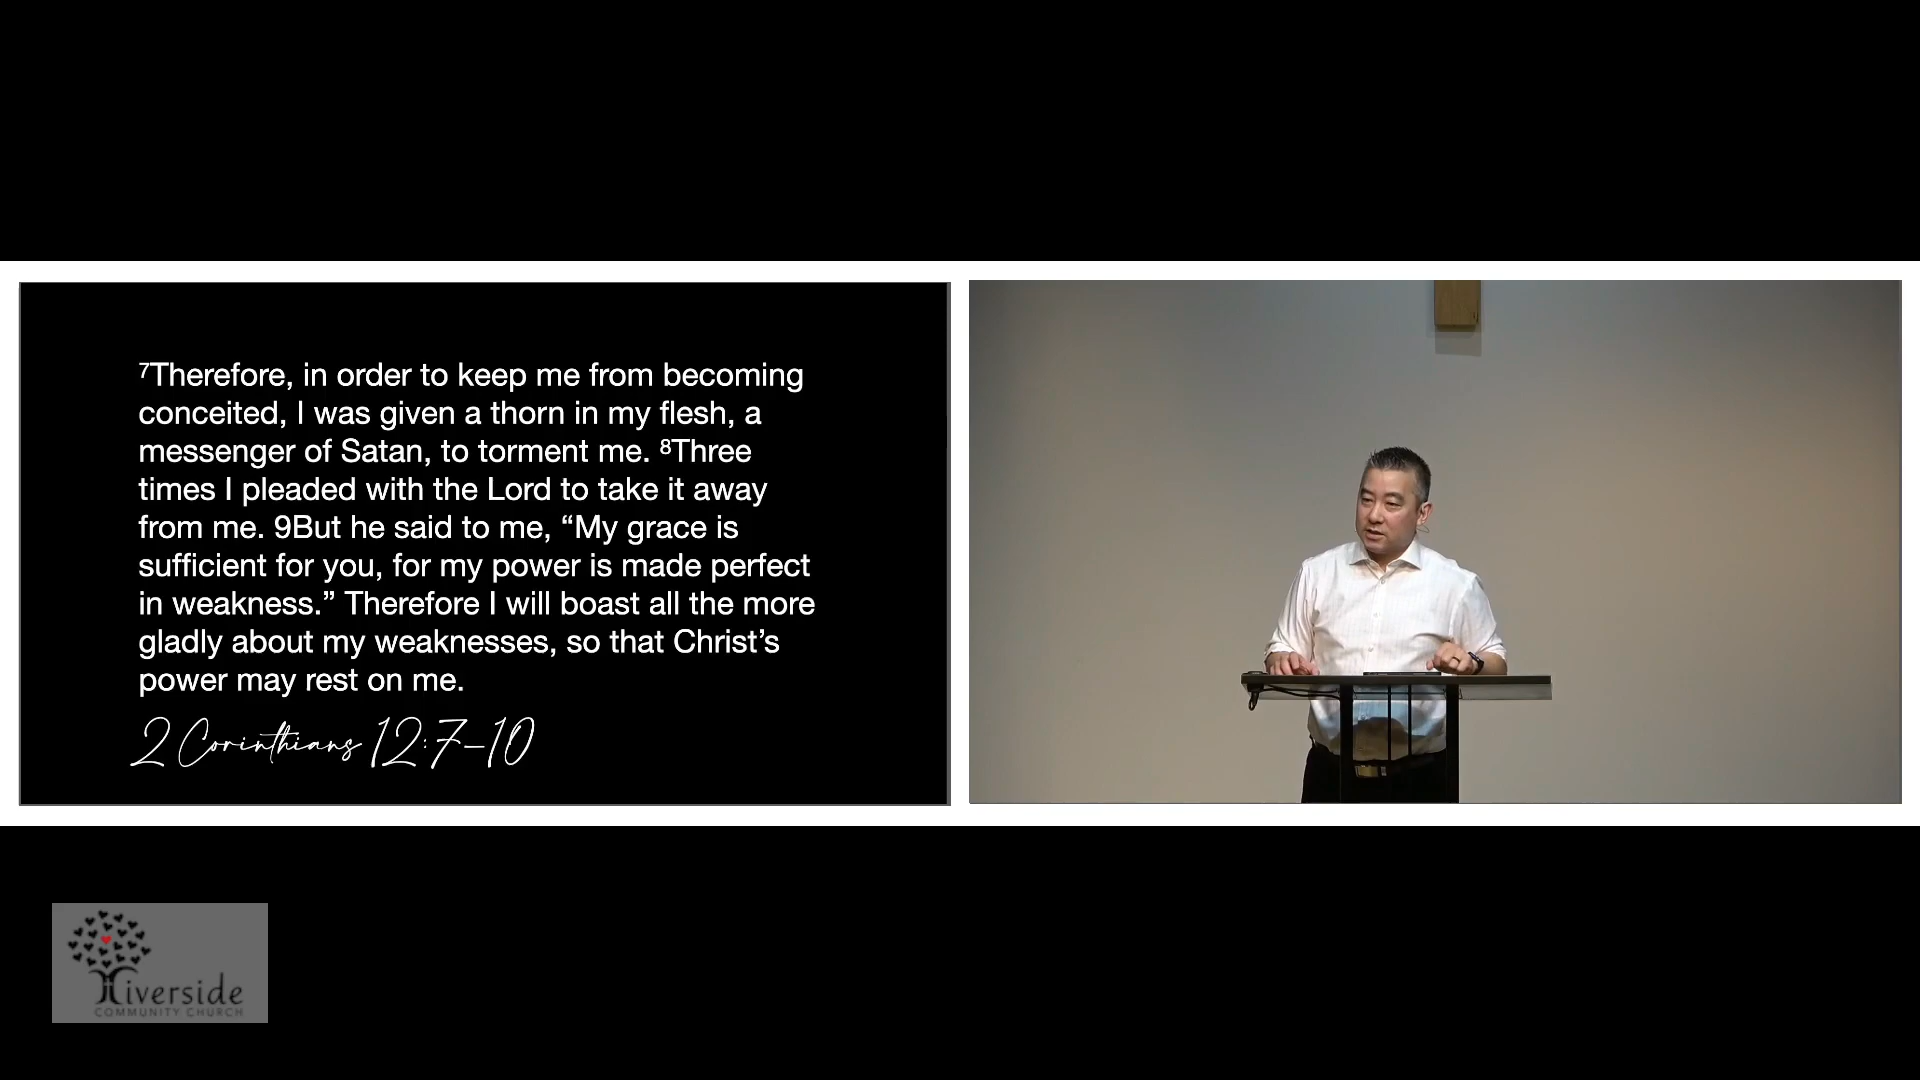 ⁷Therefore, in order to keep me from becoming
conceited, I was given a thorn in my flesh, a
messenger of Satan, to torment me. ⁸Three
times I pleaded with the Lord to take it away
from me. 9But he said to me, “My grace is
sufficient for you, for my power is made perfect
in weakness.” Therefore I will boast all the more
gladly about my weaknesses, so that Christ’s
power may rest on me.
2 Corinthians 12:7–10
Riverside
COMMUNITY CHURCH